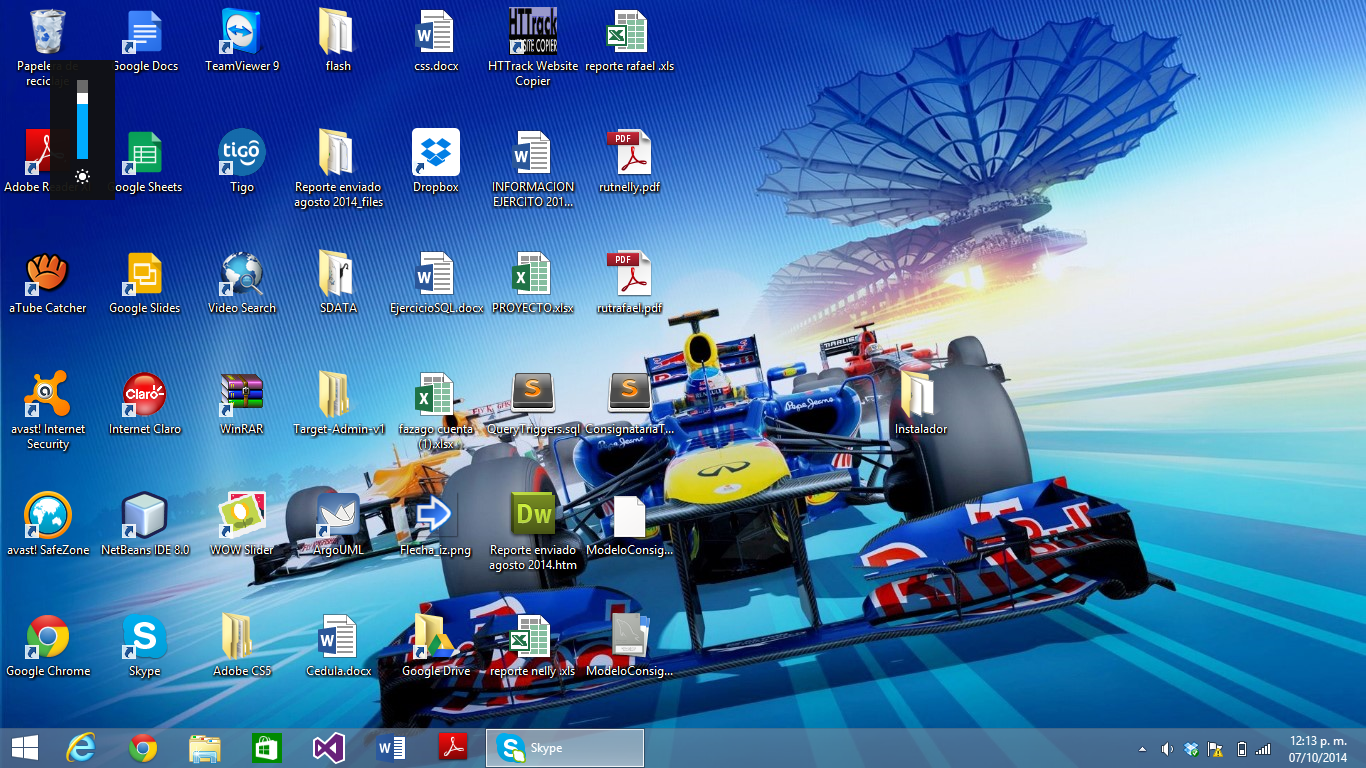 Papelera de
reciclaje
Google Docs
TeamViewer 9
flash
css.docx
HTTrack
WEBSITE
COPIER
HTTrack Website
Copier
reporte rafael .xls
Adobe Reader
Google Sheets
tigo
Tigo
Reporte enviado
agosto 2014_files
Dropbox
INFORMACION
EJERCITO 201...
PDF
rutnelly.pdf
aTube Catcher
Google Slides
Video Search
SDATA
EjercicioSQL.docx
PROYECTO.xlsx
PDF
rutrafael.pdf
avast! Internet
Security
Claro
Internet Claro
WinRAR
Target-Admin-v1
fazago cuenta
(1).xlsx
QueryTriggers.sql
ConsignatariaT...
Pepe Jeans
Instalador
avast! SafeZone
NetBeans IDE 8.0
WOW Slider
ArgoUML
Flecha_iz.png
Dw
Reporte enviado
agosto 2014.htm
ModeloConsig...
Red Bull
Google Chrome
Skype
Adobe CS5
Cedula.docx
Google Drive
reporte nelly .xls
ModeloConsig...
Skype
12:13 p. m.
07/10/2014